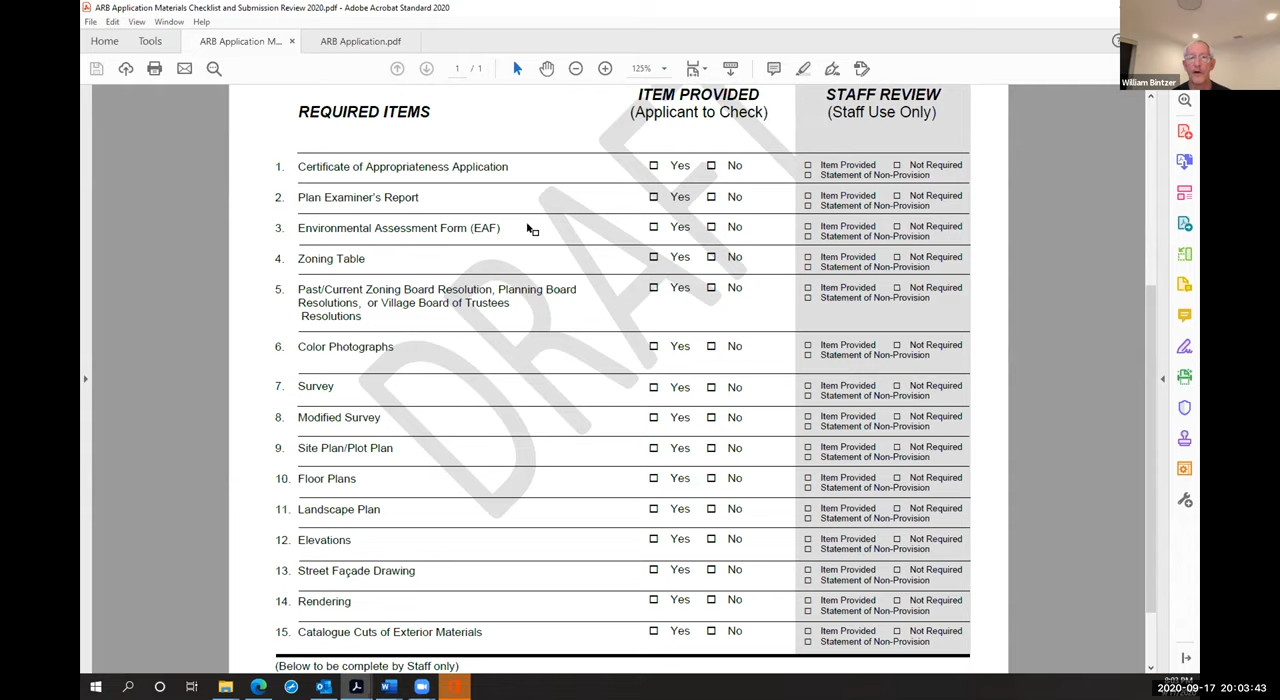 ARB Application Materials Checklist and Submission Review 2020.pdf - Adobe Acrobat Standard 2020
File Edit View Window Help
Home Tools ARB Application M... × ARB Application.pdf
1 / 1 125%
William Bintzer
REQUIRED ITEMS
ITEM PROVIDED
(Applicant to Check)
STAFF REVIEW
(Staff Use Only)
DRAFT
1. Certificate of Appropriateness Application Yes No Item Provided Not Required
Statement of Non-Provision
2. Plan Examiner's Report Yes No Item Provided Not Required
Statement of Non-Provision
3. Environmental Assessment Form (EAF) Yes No Item Provided Not Required
Statement of Non-Provision
4. Zoning Table Yes No Item Provided Not Required
Statement of Non-Provision
5. Past/Current Zoning Board Resolution, Planning Board Yes No Item Provided Not Required
Resolutions, or Village Board of Trustees Statement of Non-Provision
Resolutions
6. Color Photographs Yes No Item Provided Not Required
Statement of Non-Provision
7. Survey Yes No Item Provided Not Required
Statement of Non-Provision
8. Modified Survey Yes No Item Provided Not Required
Statement of Non-Provision
9. Site Plan/Plot Plan Yes No Item Provided Not Required
Statement of Non-Provision
10. Floor Plans Yes No Item Provided Not Required
Statement of Non-Provision
11. Landscape Plan Yes No Item Provided Not Required
Statement of Non-Provision
12. Elevations Yes No Item Provided Not Required
Statement of Non-Provision
13. Street Façade Drawing Yes No Item Provided Not Required
Statement of Non-Provision
14. Rendering Yes No Item Provided Not Required
Statement of Non-Provision
15. Catalogue Cuts of Exterior Materials Yes No Item Provided Not Required
Statement of Non-Provision
(Below to be complete by Staff only)
2020-09-17 20:03:43